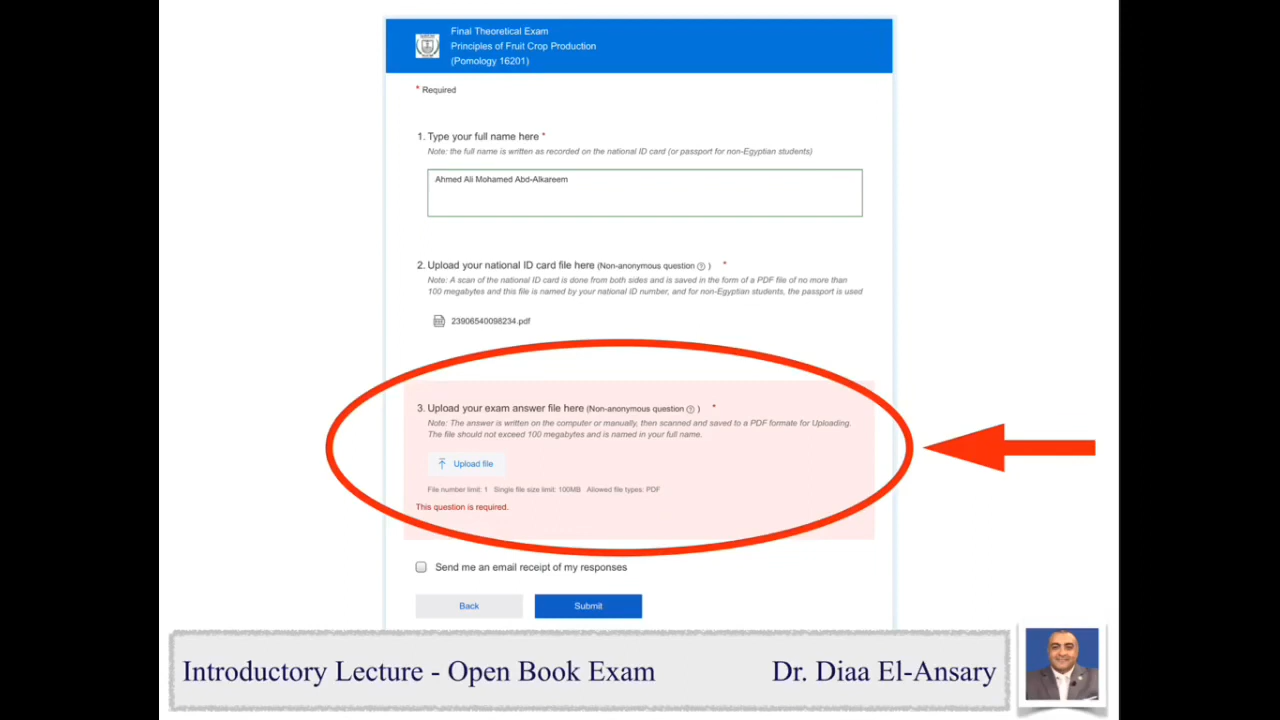 Final Theoretical Exam
Principles of Fruit Crop Production
(Pomology 16201)
* Required
1. Type your full name here *
Note: the full name is written as recorded on the national ID card (or passport for non-Egyptian students)
Ahmed Ali Mohamed Abd-Alkareem
2. Upload your national ID card file here (Non-anonymous question ?) *
Note: A scan of the national ID card is done from both sides and is saved in the form of a PDF file of no more than
100 megabytes and this file is named by your national ID number, and for non-Egyptian students, the passport is used
23906540098234.pdf
3. Upload your exam answer file here (Non-anonymous question ?) *
Note: The answer is written on the computer or manually, then scanned and saved to a PDF formate for Uploading.
The file should not exceed 100 megabytes and is named in your full name.
Upload file
File number limit: 1 Single file size limit: 100MB Allowed file types: PDF
This question is required.
Send me an email receipt of my responses
Back Submit
Introductory Lecture - Open Book Exam Dr. Diaa El-Ansary